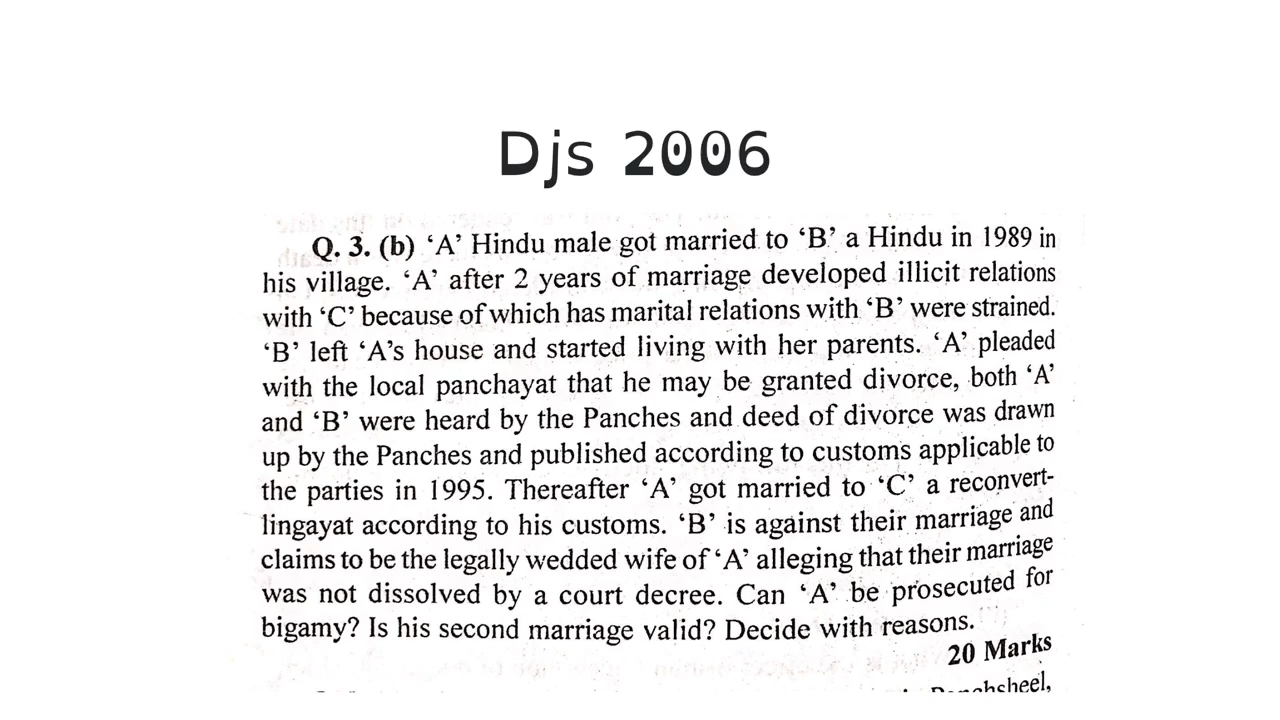 Djs 2006
Q. 3. (b) ‘A’ Hindu male got married to ‘B’ a Hindu in 1989 in
his village. ‘A’ after 2 years of marriage developed illicit relations
with ‘C’ because of which has marital relations with ‘B’ were strained.
‘B’ left ‘A’s house and started living with her parents. ‘A’ pleaded
with the local panchayat that he may be granted divorce, both ‘A’
and ‘B’ were heard by the Panches and deed of divorce was drawn
up by the Panches and published according to customs applicable to
the parties in 1995. Thereafter ‘A’ got married to ‘C’ a reconvert-
lingayat according to his customs. ‘B’ is against their marriage and
claims to be the legally wedded wife of ‘A’ alleging that their marriage
was not dissolved by a court decree. Can ‘A’ be prosecuted for
bigamy? Is his second marriage valid? Decide with reasons.
20 Marks